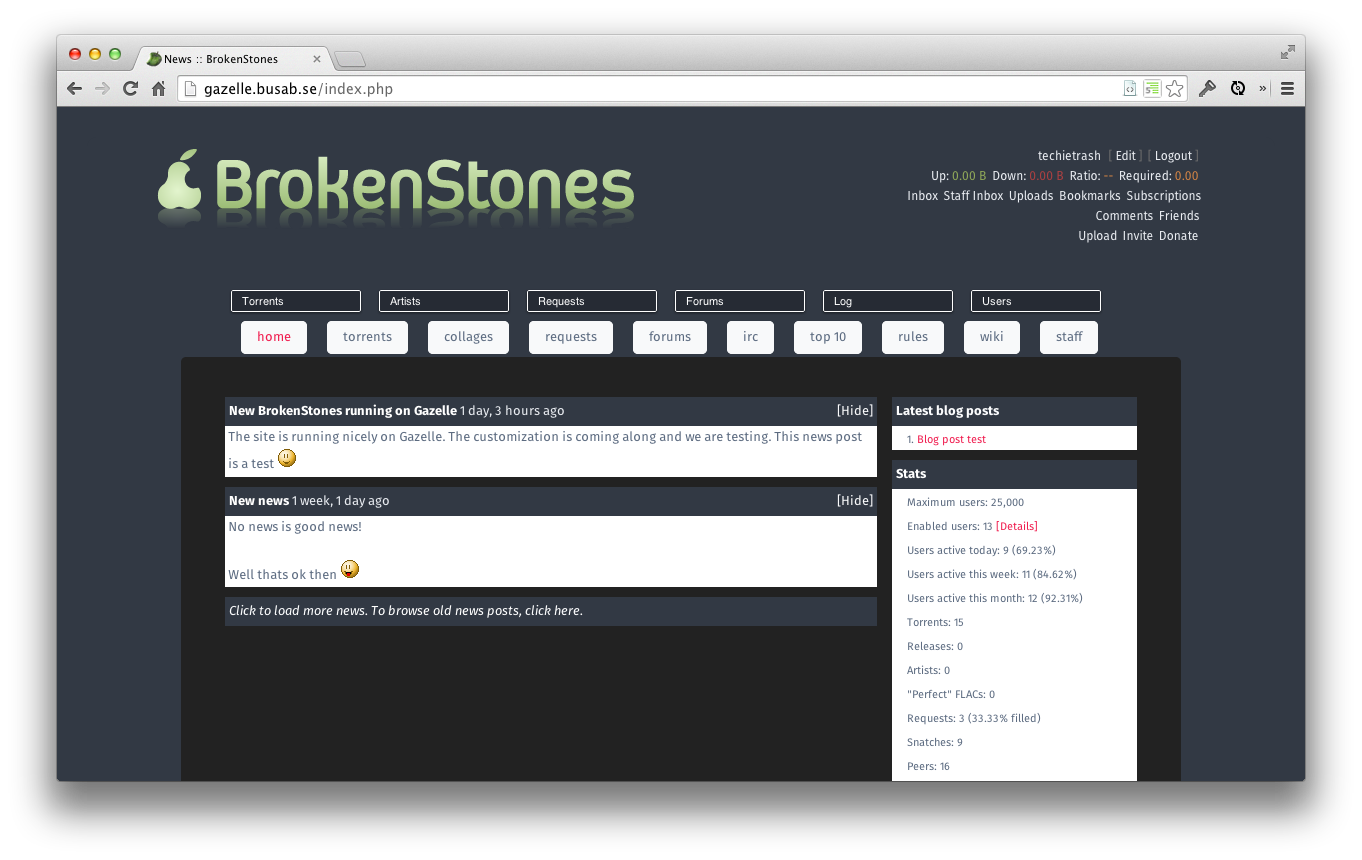 News :: BrokenStones
gazelle.busab.se/index.php
BrokenStones
techietrash [ Edit ] [ Logout ]
Up: 0.00 B Down: 0.00 B Ratio: -- Required: 0.00
Inbox Staff Inbox Uploads Bookmarks Subscriptions
Comments Friends
Upload Invite Donate
Torrents Artists Requests Forums Log Users
home torrents collages requests forums irc top 10 rules wiki staff
New BrokenStones running on Gazelle 1 day, 3 hours ago [Hide]
The site is running nicely on Gazelle. The customization is coming along and we are testing. This news post
is a test
New news 1 week, 1 day ago [Hide]
No news is good news!
Well thats ok then
Click to load more news. To browse old news posts, click here.
Latest blog posts
1. Blog post test
Stats
Maximum users: 25,000
Enabled users: 13 [Details]
Users active today: 9 (69.23%)
Users active this week: 11 (84.62%)
Users active this month: 12 (92.31%)
Torrents: 15
Releases: 0
Artists: 0
"Perfect" FLACs: 0
Requests: 3 (33.33% filled)
Snatches: 9
Peers: 16